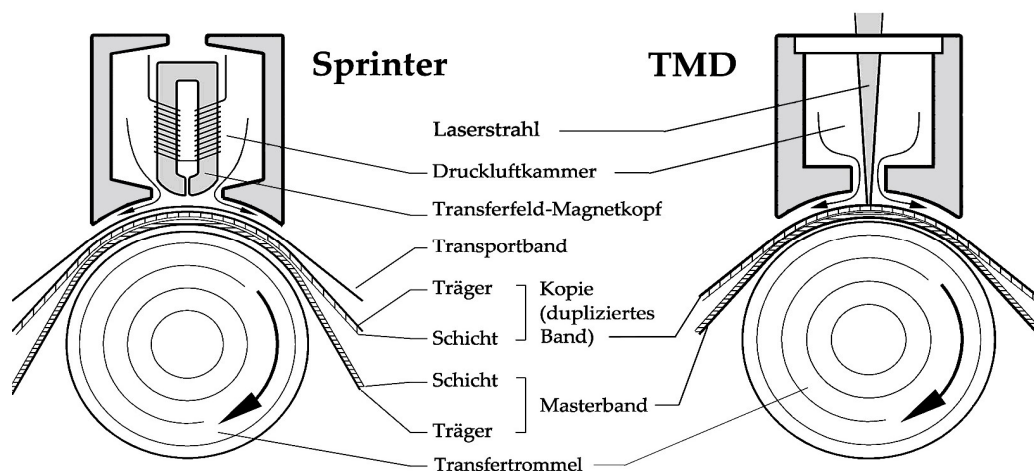 Sprinter
TMD
Laserstrahl
Druckluftkammer
Transferfeld-Magnetkopf
Transportband
Träger
Schicht
Kopie
(dupliziertes
Band)
Schicht
Träger
Masterband
Transfertrommel